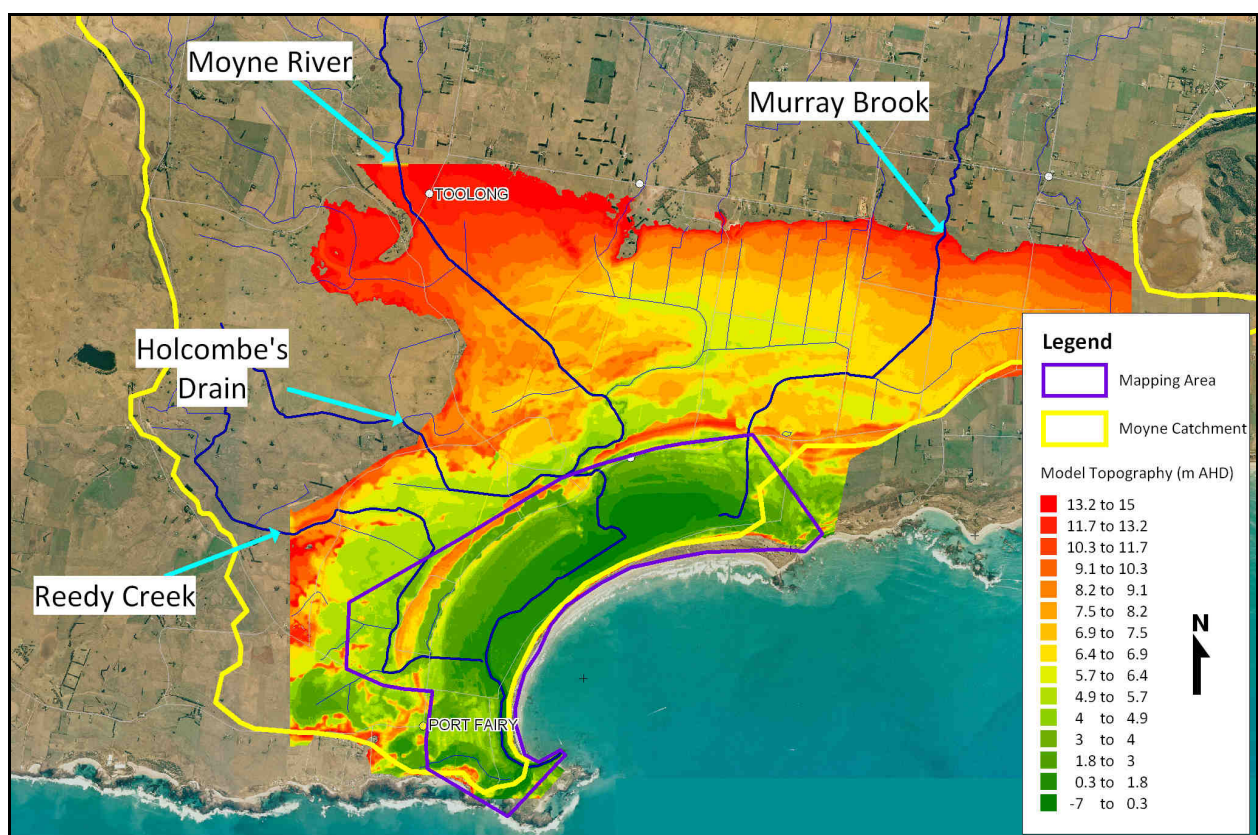 Moyne River
Murray Brook
TOOLONG
Holcombe's
Drain
Reedy Creek
PORT FAIRY
Legend
Mapping Area
Moyne Catchment
Model Topography (m AHD)
13.2 to 15
11.7 to 13.2
10.3 to 11.7
9.1 to 10.3
8.2 to 9.1
7.5 to 8.2
6.9 to 7.5
6.4 to 6.9
5.7 to 6.4
4.9 to 5.7
4 to 4.9
3 to 4
1.8 to 3
0.3 to 1.8
-7 to 0.3
N